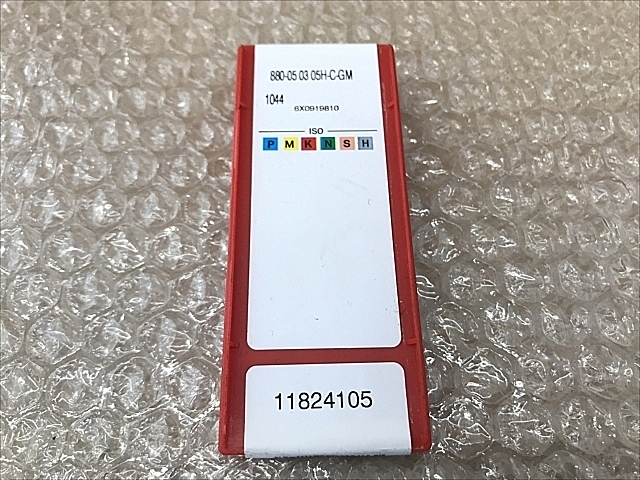 880-05 03 05H-C-GM
1044
6X0919810
ISO
P M K N S H
11824105